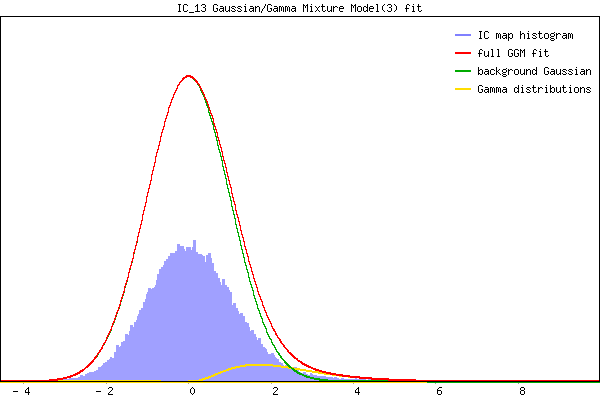 IC_13 Gaussian/Gamma Mixture Model(3) fit
IC map histogram
full GGM fit
background Gaussian
Gamma distributions
-4 -2 0 2 4 6 8